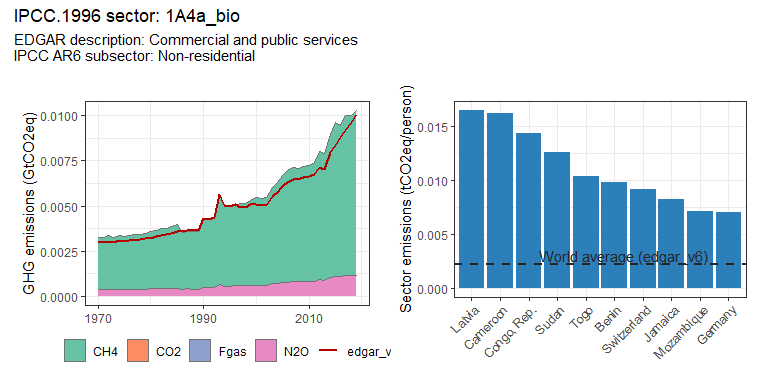 IPCC.1996 sector: 1A4a_bio
EDGAR description: Commercial and public services
IPCC AR6 subsector: Non-residential
GHG emissions (GtCO2eq)
0.0100
0.0075
0.0050
0.0025
0.0000
1970
1990
2010
CH4
CO2
Fgas
N2O
edgar_v
Sector emissions (tCO2eq/person)
0.015
0.010
0.005
0.000
World average (edgar_v6)
Latvia
Cameroon
Congo, Rep.
Sudan
Togo
Benin
Switzerland
Jamaica
Mozambique
Germany